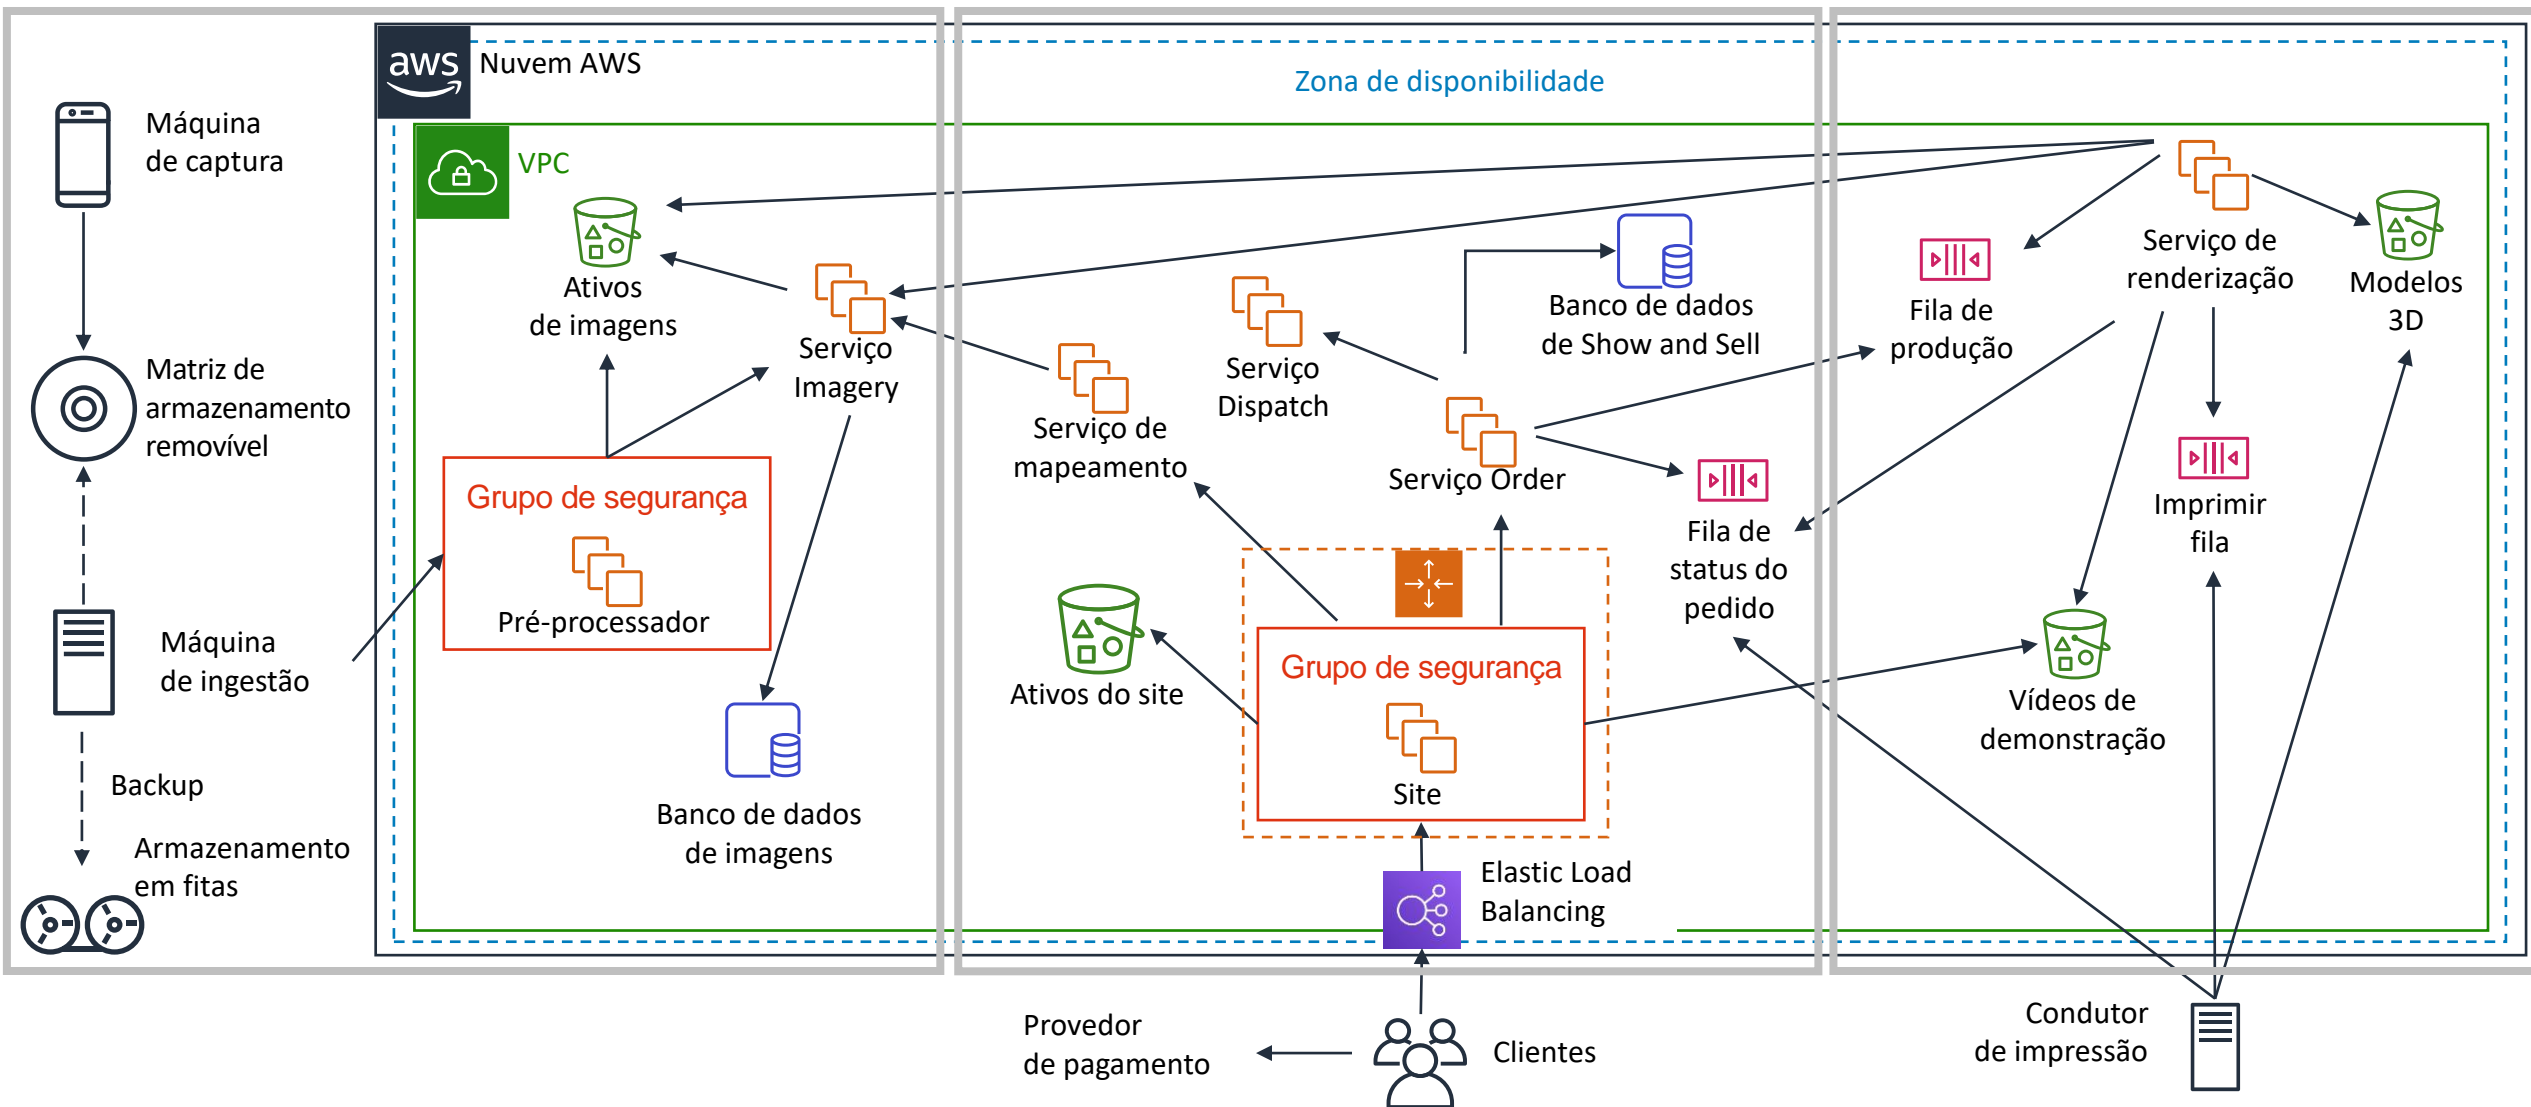 aws
Nuvem AWS
Zona de disponibilidade
VPC
Máquina
de captura
Matriz de
armazenamento
removível
Máquina
de ingestão
Backup
Armazenamento
em fitas
Ativos
de imagens
Serviço
Imagery
Grupo de segurança
Pré-processador
Banco de dados
de imagens
Serviço de
mapeamento
Serviço
Dispatch
Banco de dados
de Show and Sell
Serviço Order
Fila de
status do
pedido
Ativos do site
Grupo de segurança
Site
Elastic Load
Balancing
Provedor
de pagamento
Clientes
Fila de
produção
Serviço de
renderização
Modelos
3D
Imprimir
fila
Vídeos de
demonstração
Condutor
de impressão